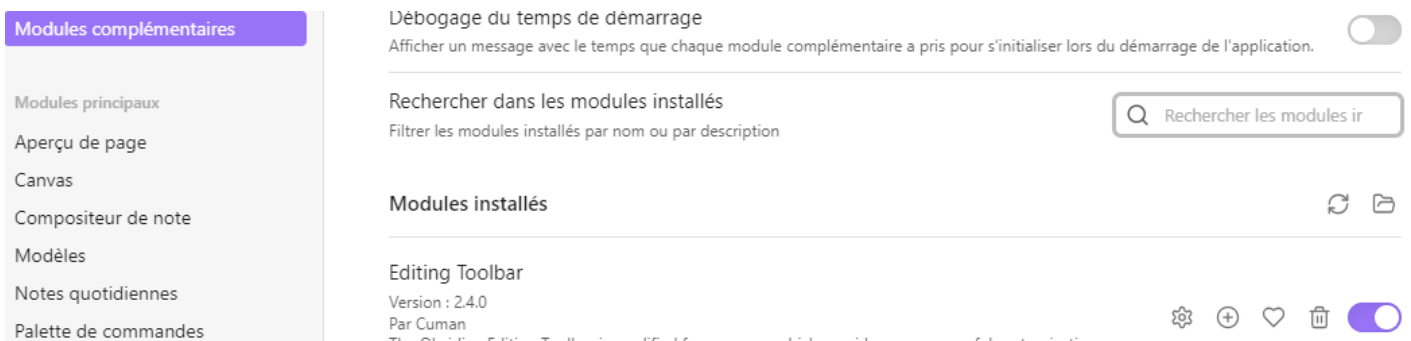 Modules complémentaires
Modules principaux
Aperçu de page
Canvas
Compositeur de note
Modèles
Notes quotidiennes
Palette de commandes
Débogage du temps de démarrage
Afficher un message avec le temps que chaque module complémentaire a pris pour s'initialiser lors du démarrage de l'application.
Rechercher dans les modules installés
Filtrer les modules installés par nom ou par description
Rechercher les modules ir
Modules installés
Editing Toolbar
Version : 2.4.0
Par Cuman